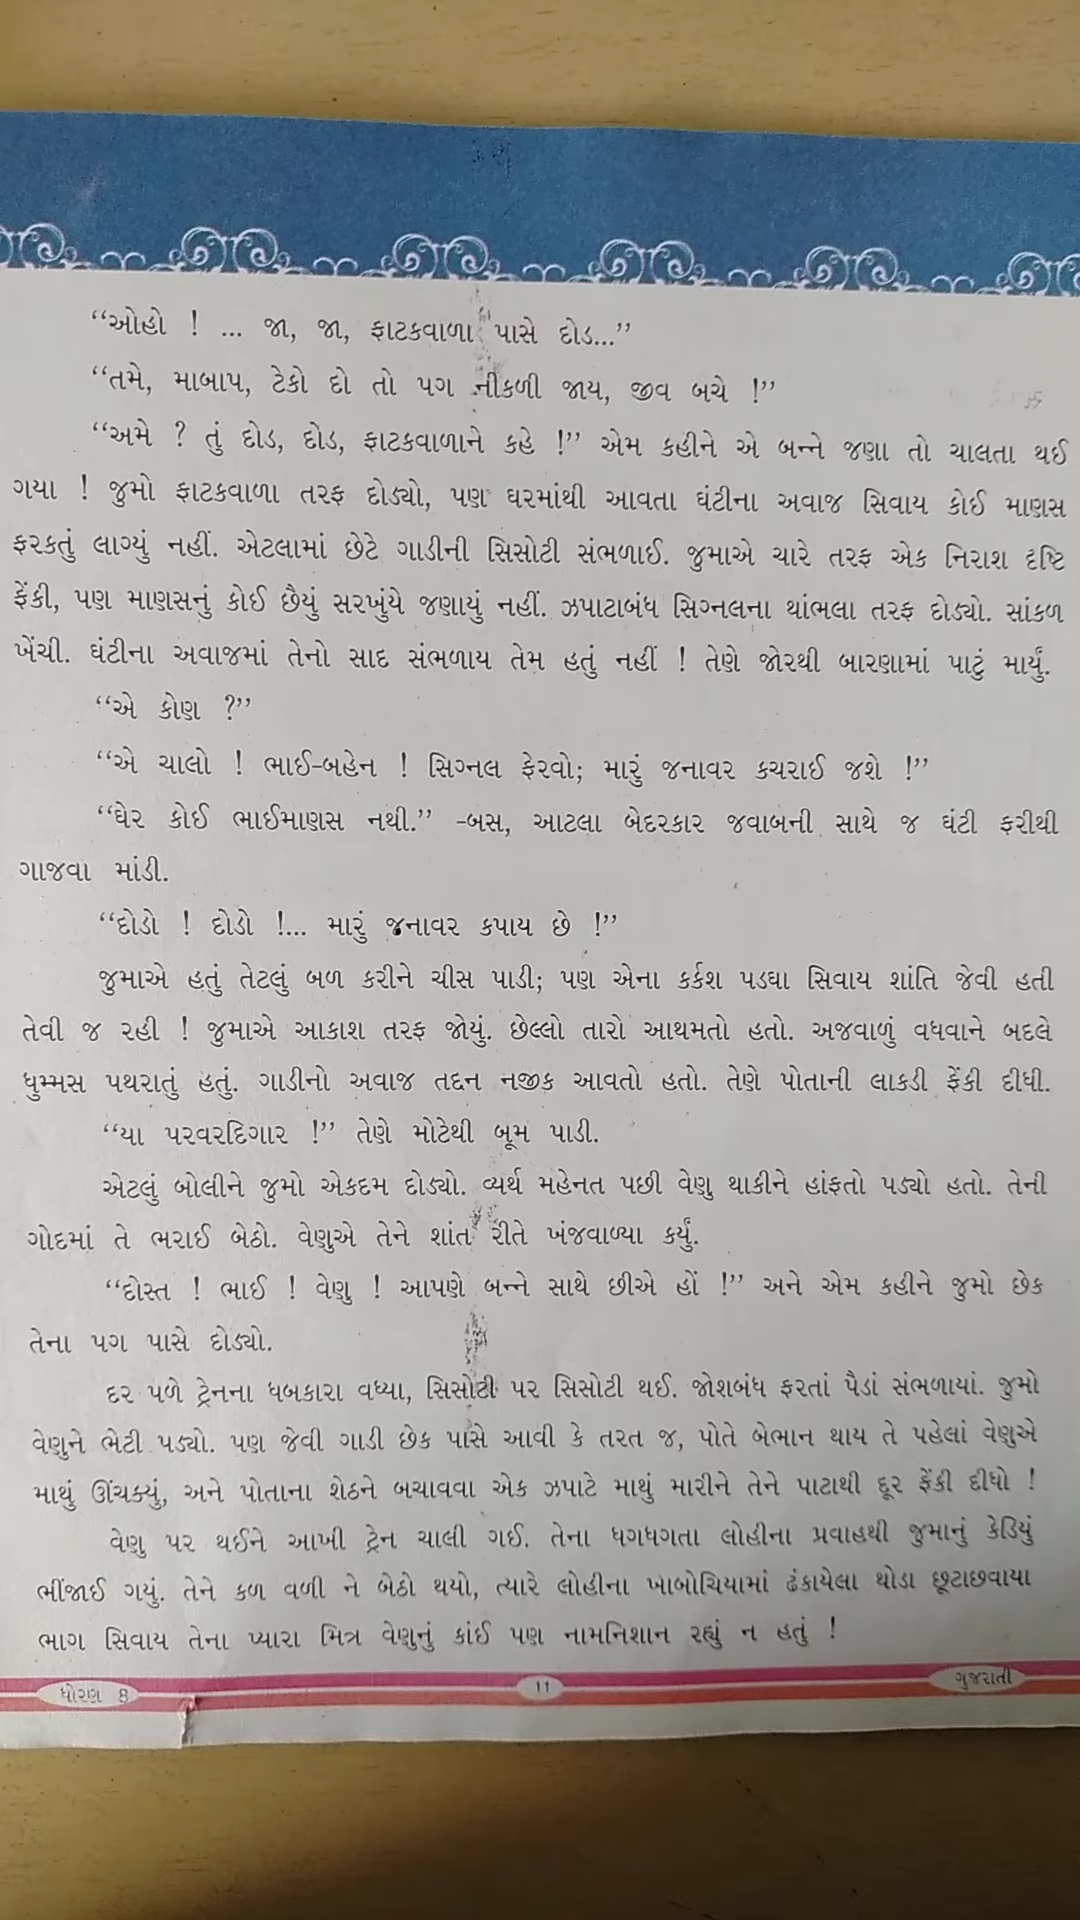 “ઓહો ! ... જા, જા, ફાટકવાળા પાસે દોડ...”
“તમે, માબાપ, ટેકો દો તો પગ નીકળી જાય, જીવ બચે !”
“અમે ? તું દોડ, દોડ, ફાટકવાળાને કહે !” એમ કહીને એ બન્ને જણા તો ચાલતા થઈ
ગયા ! જુમો ફાટકવાળા તરફ દોડ્યો, પણ ઘરમાંથી આવતા ઘંટીના અવાજ સિવાય કોઈ માણસ
ફરકતું લાગ્યું નહીં. એટલામાં છેટે ગાડીની સિસોટી સંભળાઈ. જુમાએ ચારે તરફ એક નિરાશ દૃષ્ટિ
ફેંકી, પણ માણસનું કોઈ છૈયું સરખુંયે જણાયું નહીં. ઝપાટાબંધ સિગ્નલના થાંભલા તરફ દોડ્યો. સાંકળ
ખેંચી. ઘંટીના અવાજમાં તેનો સાદ સંભળાય તેમ હતું નહીં ! તેણે જોરથી બારણામાં પાટું માર્યું.
“એ કોણ ?”
“એ ચાલો ! ભાઈ-બહેન ! સિગ્નલ ફેરવો; મારું જનાવર કચરાઈ જશે !”
“ઘેર કોઈ ભાઈમાણસ નથી.” -બસ, આટલા બેદરકાર જવાબની સાથે જ ઘંટી ફરીથી
ગાજવા માંડી.
“દોડો ! દોડો !... મારું જનાવર કપાય છે !”
જુમાએ હતું તેટલું બળ કરીને ચીસ પાડી; પણ એના કર્કશ પડઘા સિવાય શાંતિ જેવી હતી
તેવી જ રહી ! જુમાએ આકાશ તરફ જોયું. છેલ્લો તારો આથમતો હતો. અજવાળું વધવાને બદલે
ધુમ્મસ પથરાતું હતું. ગાડીનો અવાજ તદ્દન નજીક આવતો હતો. તેણે પોતાની લાકડી ફેંકી દીધી.
“યા પરવરદિગાર !” તેણે મોટેથી બૂમ પાડી.
એટલું બોલીને જુમો એકદમ દોડ્યો. વ્યર્થ મહેનત પછી વેણુ થાકીને હાંફતો પડ્યો હતો. તેની
ગોદમાં તે ભરાઈ બેઠો. વેણુએ તેને શાંત રીતે ખંજવાળ્યા કર્યું.
“દોસ્ત ! ભાઈ ! વેણુ ! આપણે બન્ને સાથે છીએ હોં !” અને એમ કહીને જુમો છેક
તેના પગ પાસે દોડ્યો.
દર પળે ટ્રેનના ધબકારા વધ્યા, સિસોટી પર સિસોટી થઈ. જોશબંધ ફરતાં પૈડાં સંભળાયાં. જુમો
વેણુને ભેટી પડ્યો. પણ જેવી ગાડી છેક પાસે આવી કે તરત જ, પોતે બેભાન થાય તે પહેલાં વેણુએ
માથું ઊંચક્યું, અને પોતાના શેઠને બચાવવા એક ઝપાટે માથું મારીને તેને પાટાથી દૂર ફેંકી દીધો !
વેણુ પર થઈને આખી ટ્રેન ચાલી ગઈ. તેના ધગધગતા લોહીના પ્રવાહથી જુમાનું કેડિયું
ભીંજાઈ ગયું. તેને કળ વળી ને બેઠો થયો, ત્યારે લોહીના ખાબોચિયામાં ઢંકાયેલા થોડા છૂટાછવાયા
ભાગ સિવાય તેના પ્યારા મિત્ર વેણુનું કાંઈ પણ નામનિશાન રહ્યું ન હતું !
ધોરણ 8 11 ગુજરાતી